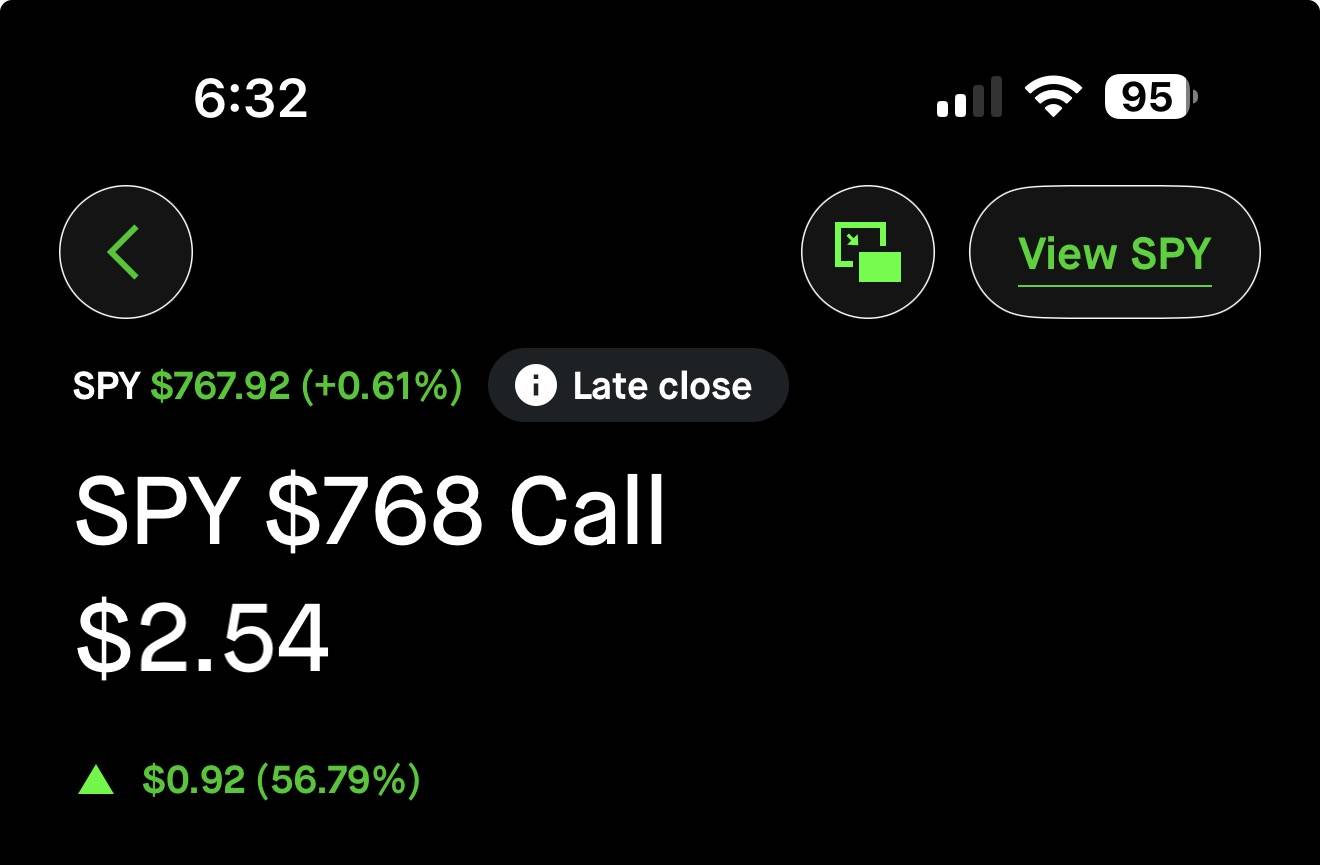 6:32 95
View SPY
SPY $767.92 (+0.61%) Late close
SPY $768 Call
$2.54
$0.92 (56.79%)